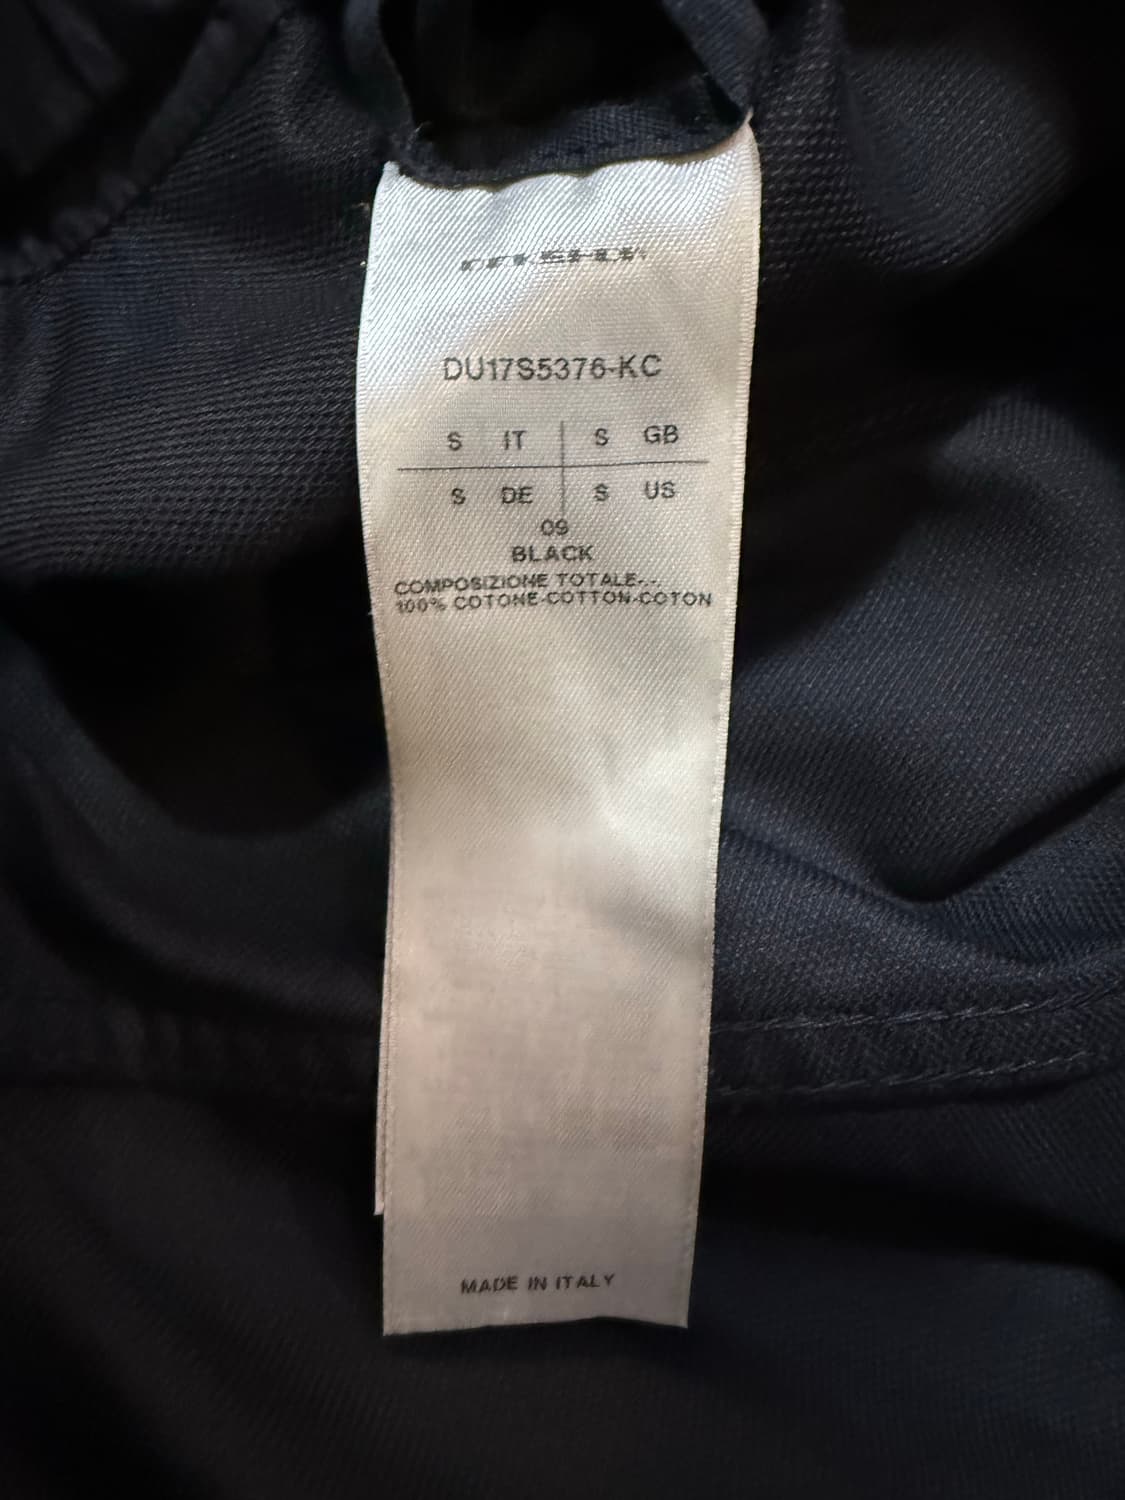 DU17S5376-KC
S IT S GB
S DE S US
09
BLACK
COMPOSIZIONE TOTALE-.-.
100% COTONE-COTTON-COTON
MADE IN ITALY